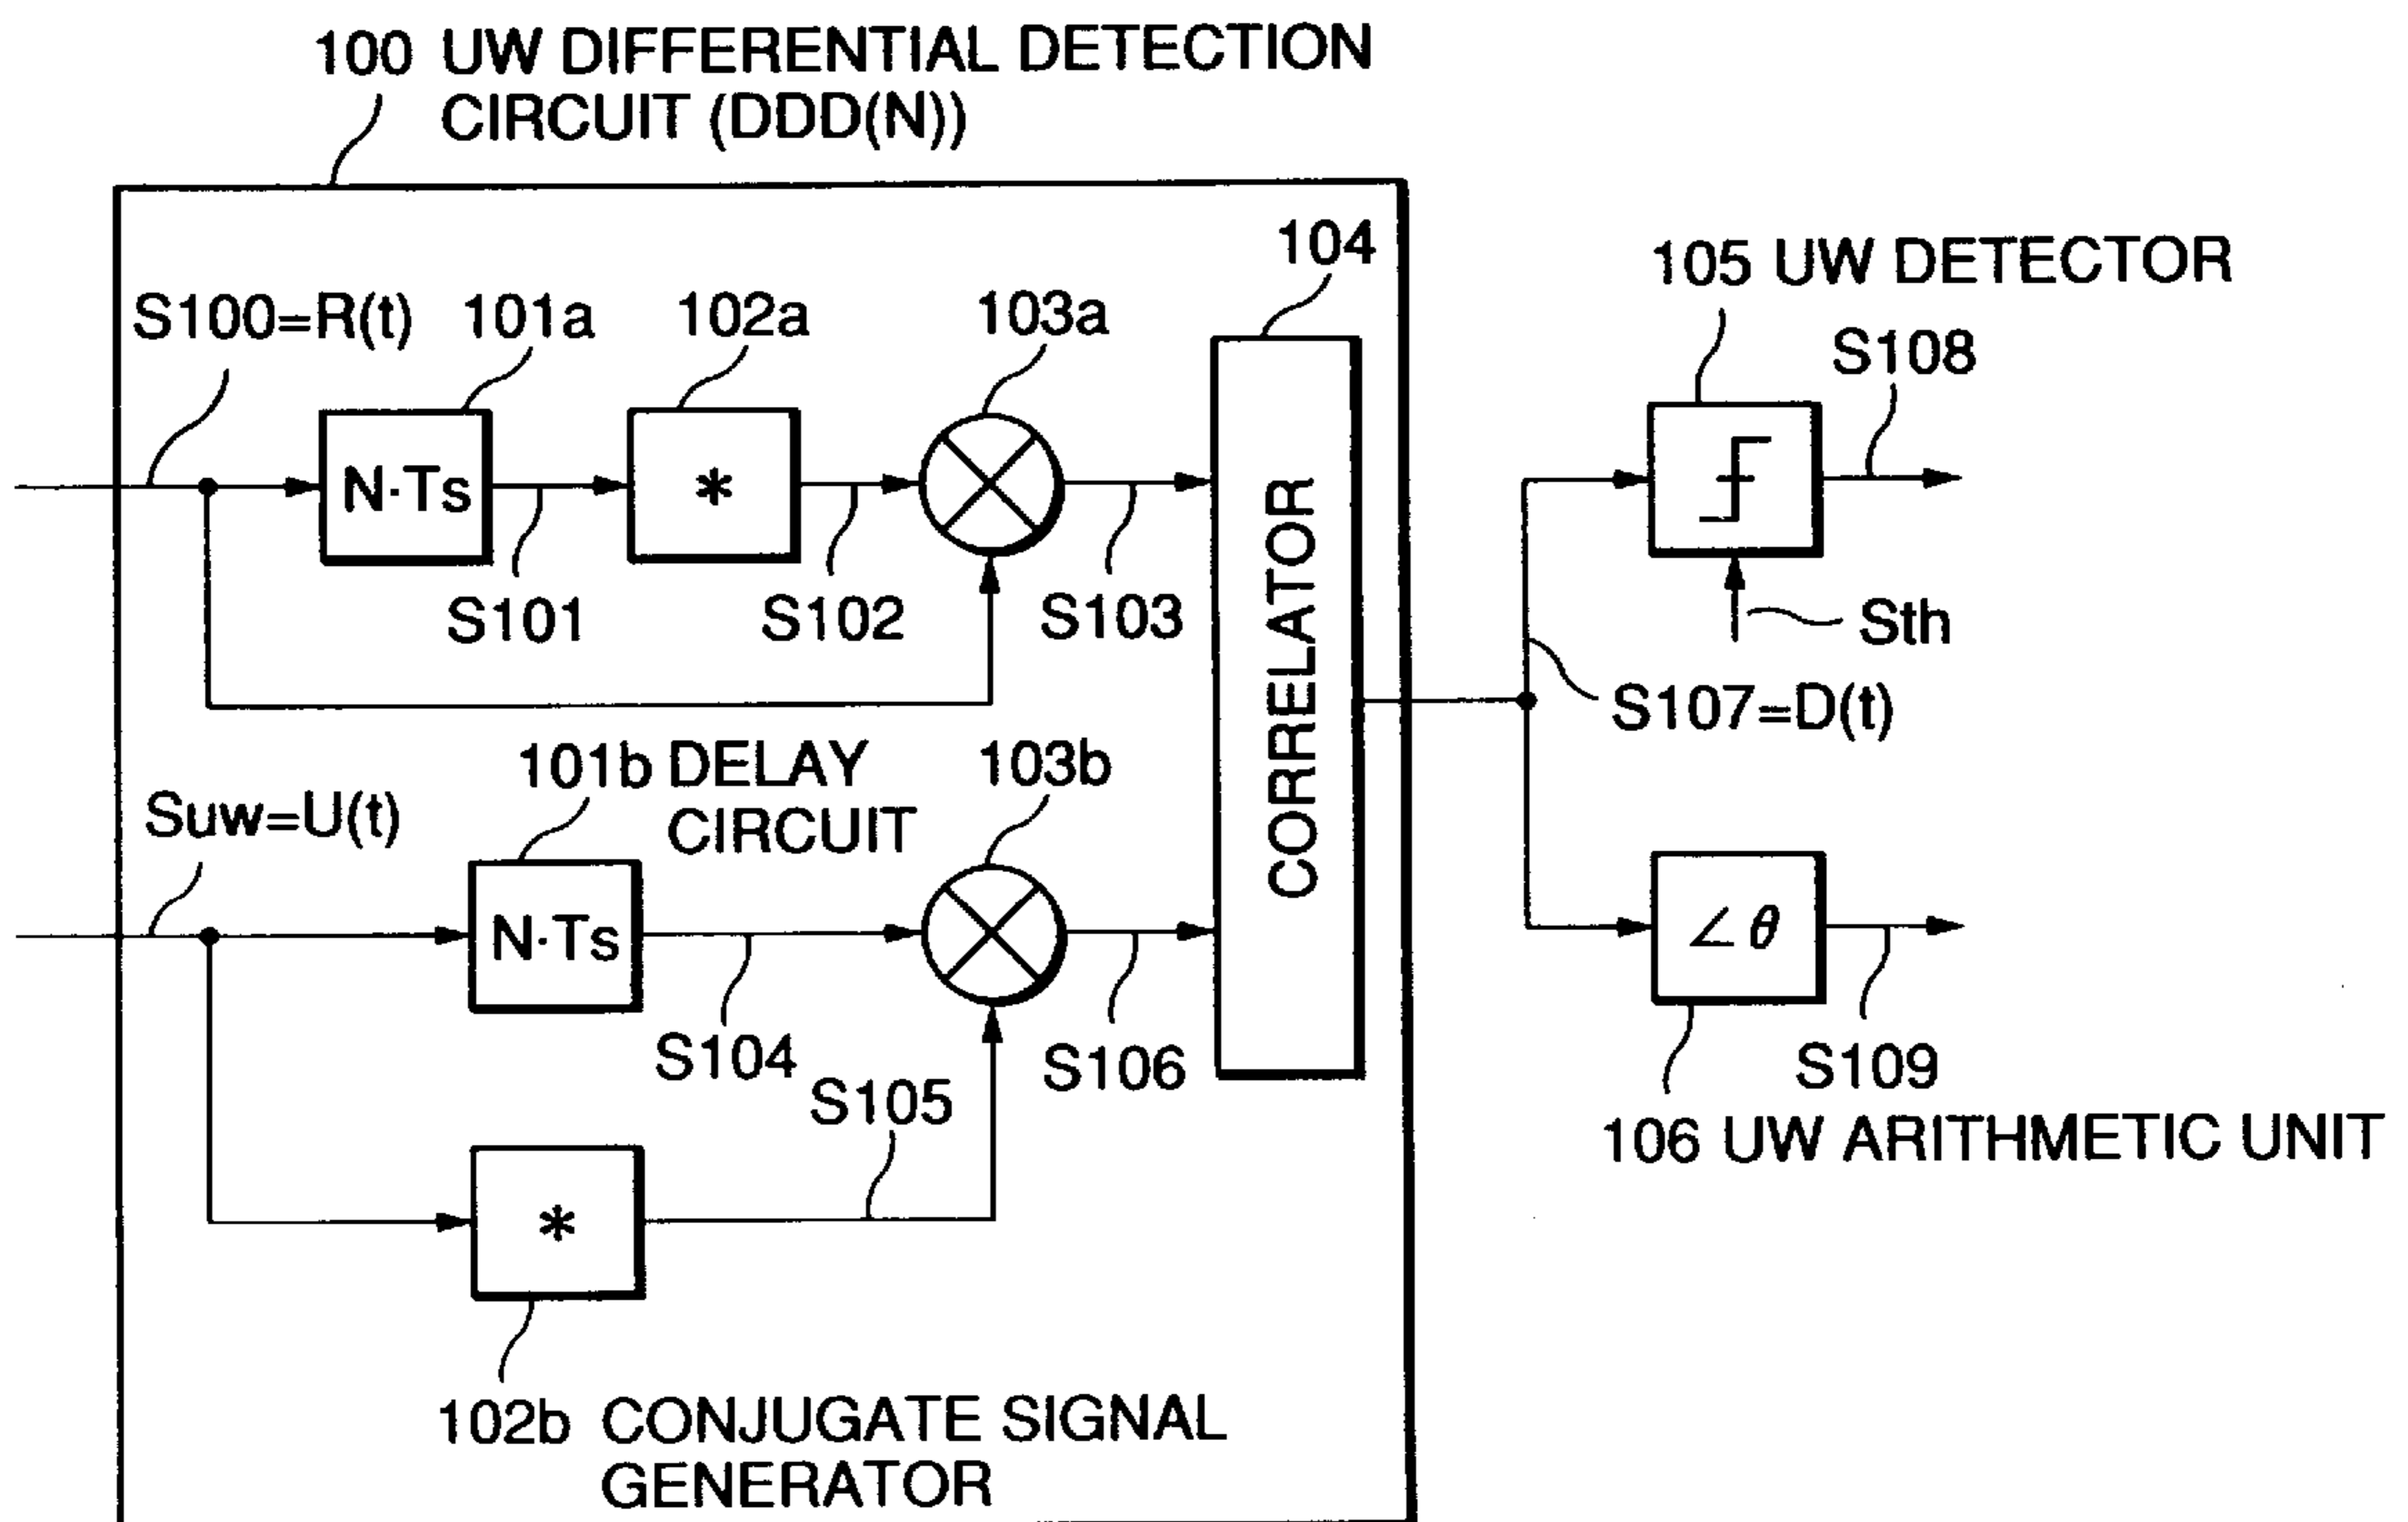 100 UW DIFFERENTIAL DETECTION
CIRCUIT (DDD(N))
104
105 UW DETECTOR
S100=R(t)
101a
102a
103a
S108
N·Ts
*
S101
S102
S103
Sth
S107=D(t)
CORRELATOR
101b DELAY
CIRCUIT
103b
Suw=U(t)
N·Ts
∠θ
S104
S105
S106
S109
106 UW ARITHMETIC UNIT
*
102b CONJUGATE SIGNAL
GENERATOR